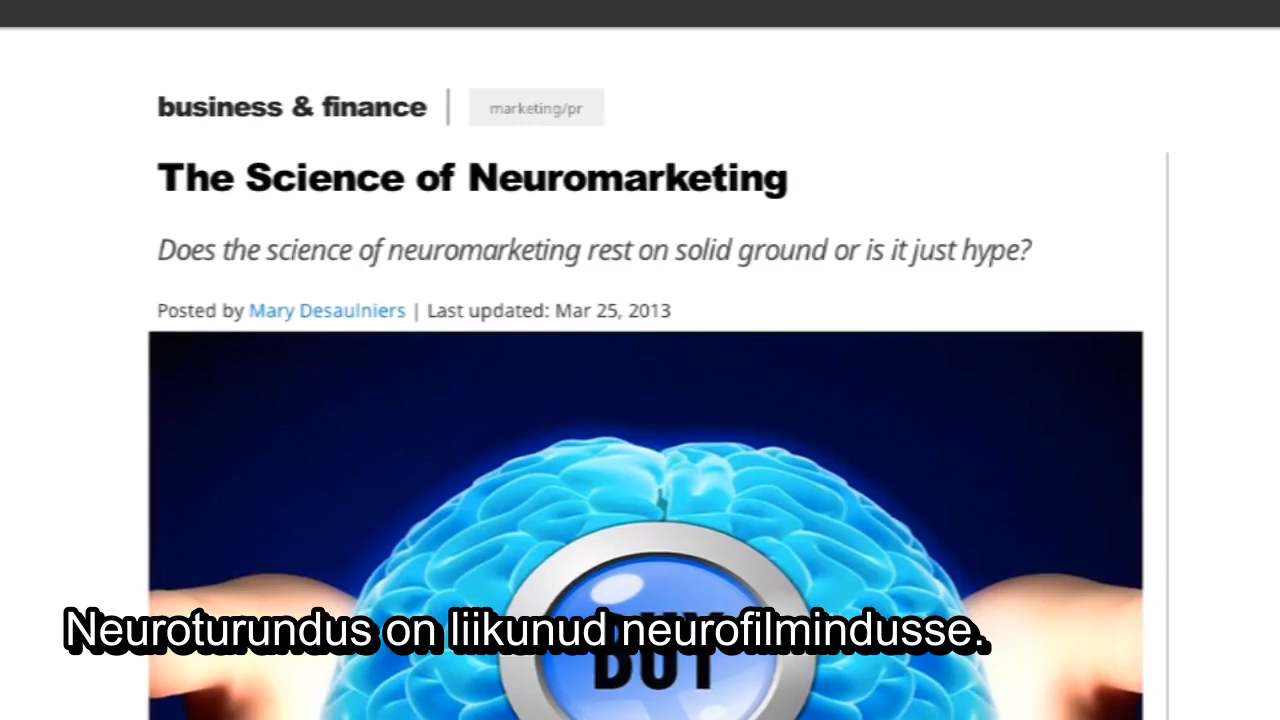 business & finance
marketing/pr
The Science of Neuromarketing
Does the science of neuromarketing rest on solid ground or is it just hype?
Posted by Mary Desaulniers | Last updated: Mar 25, 2013
BUY
Neuroturundus on liikunud neurofilmindusse.